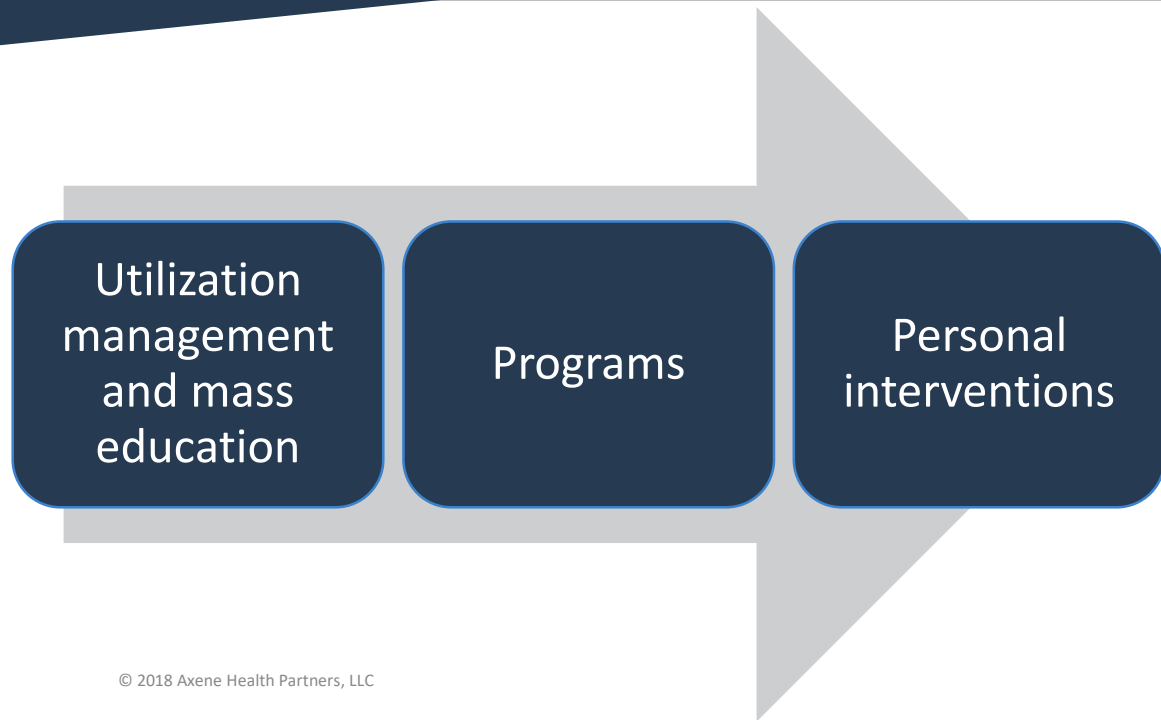 Utilization
management
and mass
education
Programs
Personal
interventions
© 2018 Axene Health Partners, LLC